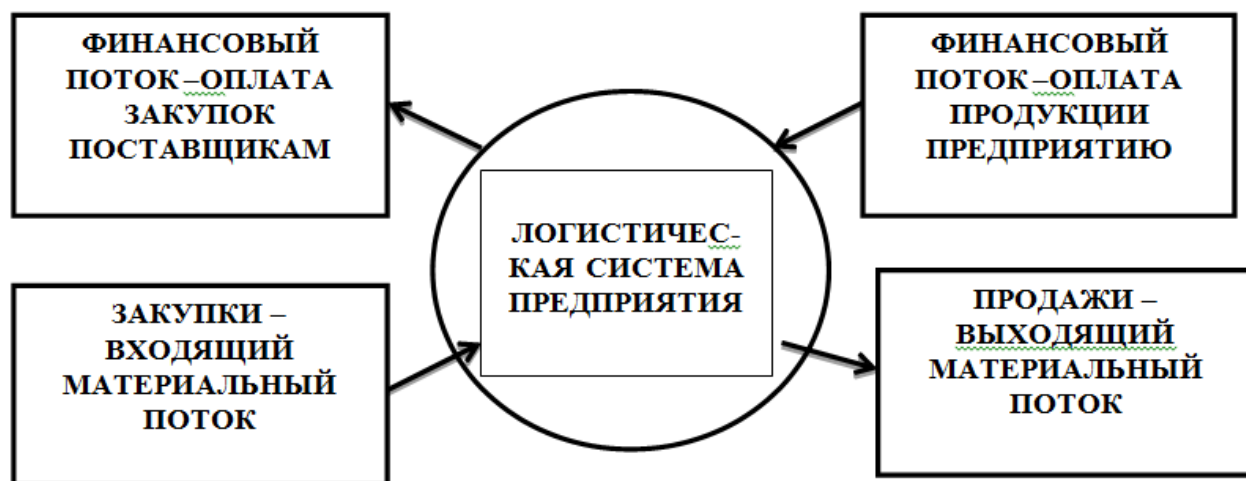 ФИНАНСОВЫЙ
ПОТОК –ОПЛАТА
ЗАКУПОК
ПОСТАВЩИКАМ
ФИНАНСОВЫЙ
ПОТОК –ОПЛАТА
ПРОДУКЦИИ
ПРЕДПРИЯТИЮ
ЛОГИСТИЧЕС-
КАЯ СИСТЕМА
ПРЕДПРИЯТИЯ
ЗАКУПКИ –
ВХОДЯЩИЙ
МАТЕРИАЛЬНЫЙ
ПОТОК
ПРОДАЖИ –
ВЫХОДЯЩИЙ
МАТЕРИАЛЬНЫЙ
ПОТОК